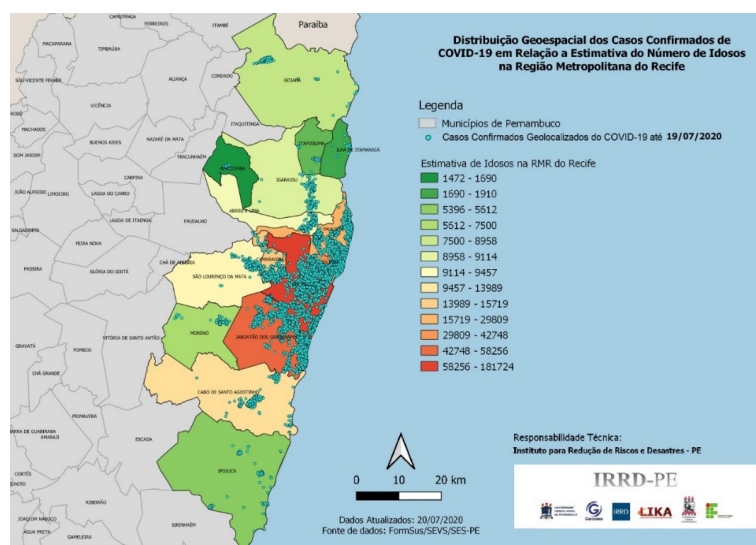 Distribuição Geoespacial dos Casos Confirmados de
COVID-19 em Relação a Estimativa do Número de Idosos
na Região Metropolitana do Recife
Legenda
Municípios de Pernambuco
Casos Confirmados Geolocalizados do COVID-19 até 19/07/2020
Estimativa de Idosos na RMR do Recife
1472 - 1690
1690 - 1910
5396 - 5612
5612 - 7500
7500 - 8958
8958 - 9114
9114 - 9457
9457 - 13989
13989 - 15719
15719 - 29809
29809 - 42748
42748 - 58256
58256 - 181724
Paraíba
CAMUTANGA
FERREIROS
ITAMBÉ
MACAPARANA
TIMBAÚBA
SÃO VICENTE FERRER
ALIANÇA
CONDADO
GOIANA
VICÊNCIA
ITAQUITINGA
MACHADOS
BUENOS AIRES
NAZARÉ DA MATA
BOM JARDIM
TRACUNHAÉM
ITAPISSUMA
ILHA DE ITAMARACÁ
CARPINA
ARAÇOIABA
IGARASSU
JOÃO ALFREDO
LIMOEIRO
LAGOA DO CARRO
LAGOA DE ITAENGA
PAUDALHO
ABREU E LIMA
SALGADINHO
FEIRA NOVA
CHÃ DE ALEGRIA
CAMARAGIBE
PASSIRA
GLÓRIA DO GOITÁ
SÃO LOURENÇO DA MATA
VITÓRIA DE SANTO ANTÃO
MORENO
JABOATÃO DOS GUARARAPES
GRAVATÁ
POMBOS
CHÃ GRANDE
CABO DE SANTO AGOSTINHO
PRIMAVERA
BARRA DE GUABIRABA
AMARAJI
ESCADA
IPOJUCA
CORTÊS
BONITO
RIBEIRÃO
JOAQUIM NABUCO
SIRINHAÉM
ÁGUA PRETA
GAMELEIRA
N
0 10 20 km
Dados Atualizados: 20/07/2020
Fonte de dados: FormSus/SEVS/SES-PE
Responsabilidade Técnica:
Instituto para Redução de Riscos e Desastres - PE
IRRD-PE
IRRD
LIKA